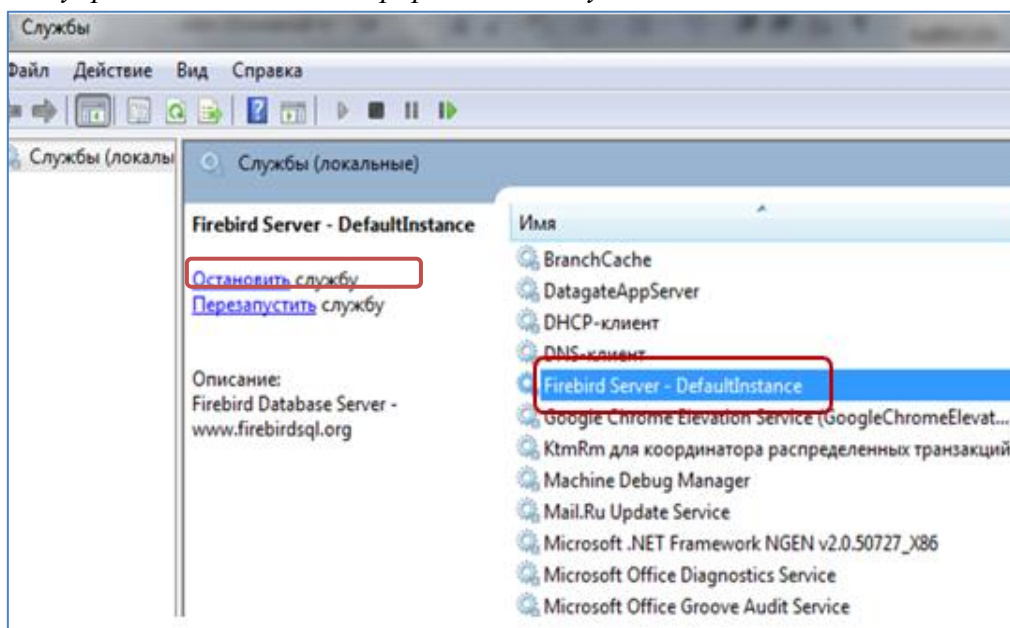 Службы
Файл Действие Вид Справка
Службы (локалы
Службы (локальные)
Firebird Server - DefaultInstance
Остановить службу
Перезапустить службу
Описание:
Firebird Database Server -
www.firebirdsql.org
Имя
BranchCache
DatagateAppServer
DHCP-клиент
DNS-клиент
Firebird Server - DefaultInstance
Google Chrome Elevation Service (GoogleChromeElevat...
KtmRm для координатора распределенных транзакций
Machine Debug Manager
Mail.Ru Update Service
Microsoft .NET Framework NGEN v2.0.50727_X86
Microsoft Office Diagnostics Service
Microsoft Office Groove Audit Service